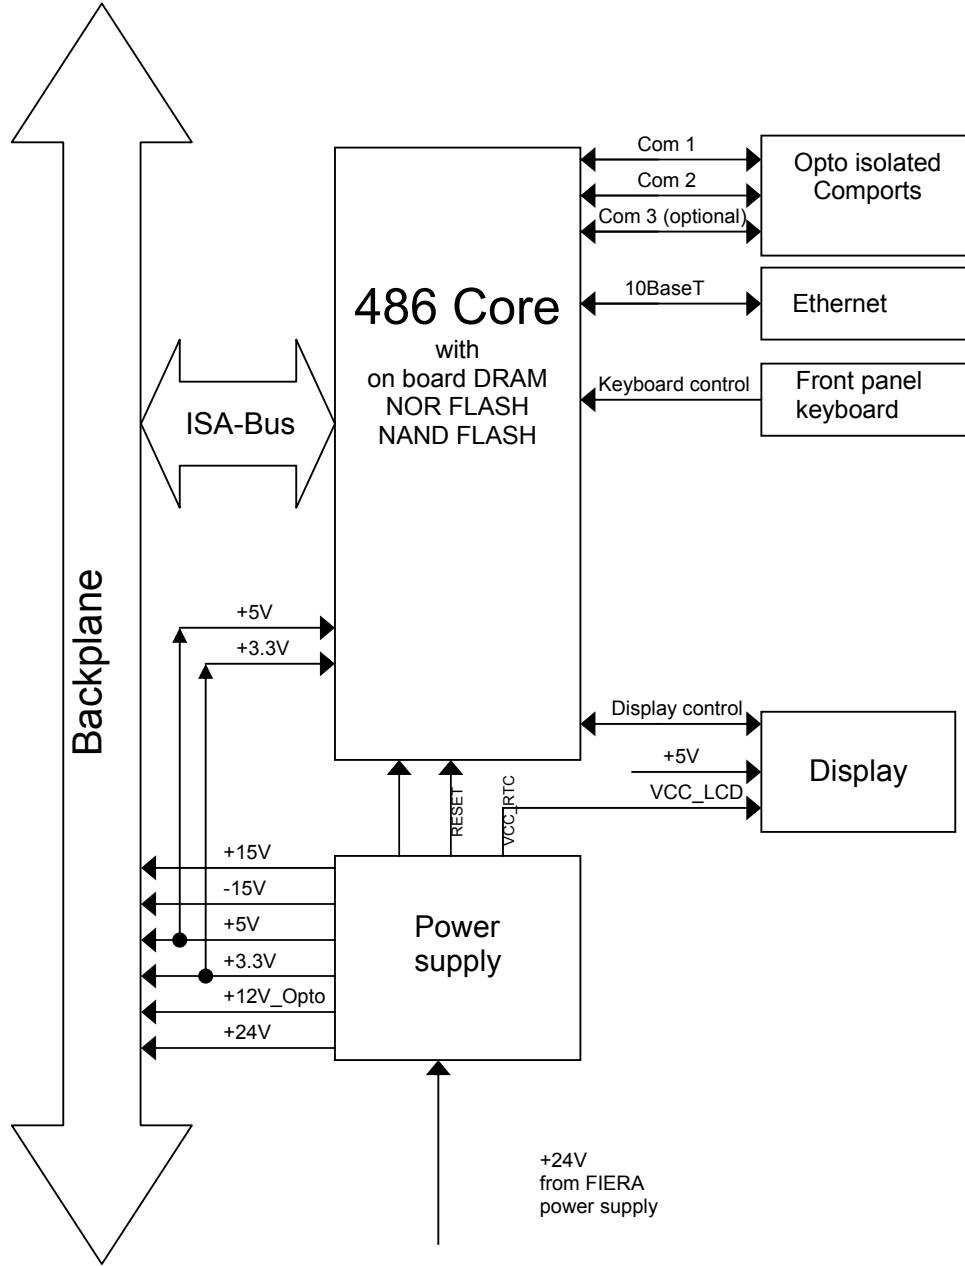 Com 1
Com 2
Com 3 (optional)
Opto isolated
Comports
10BaseT
Ethernet
Keyboard control
Front panel
keyboard
486 Core
with
on board DRAM
NOR FLASH
NAND FLASH
ISA-Bus
Backplane
+5V
+3.3V
Display control
+5V
VCC_LCD
Display
RESET
VCC_RTC
+15V
-15V
+5V
+3.3V
+12V_Opto
+24V
Power
supply
+24V
from FIERA
power supply